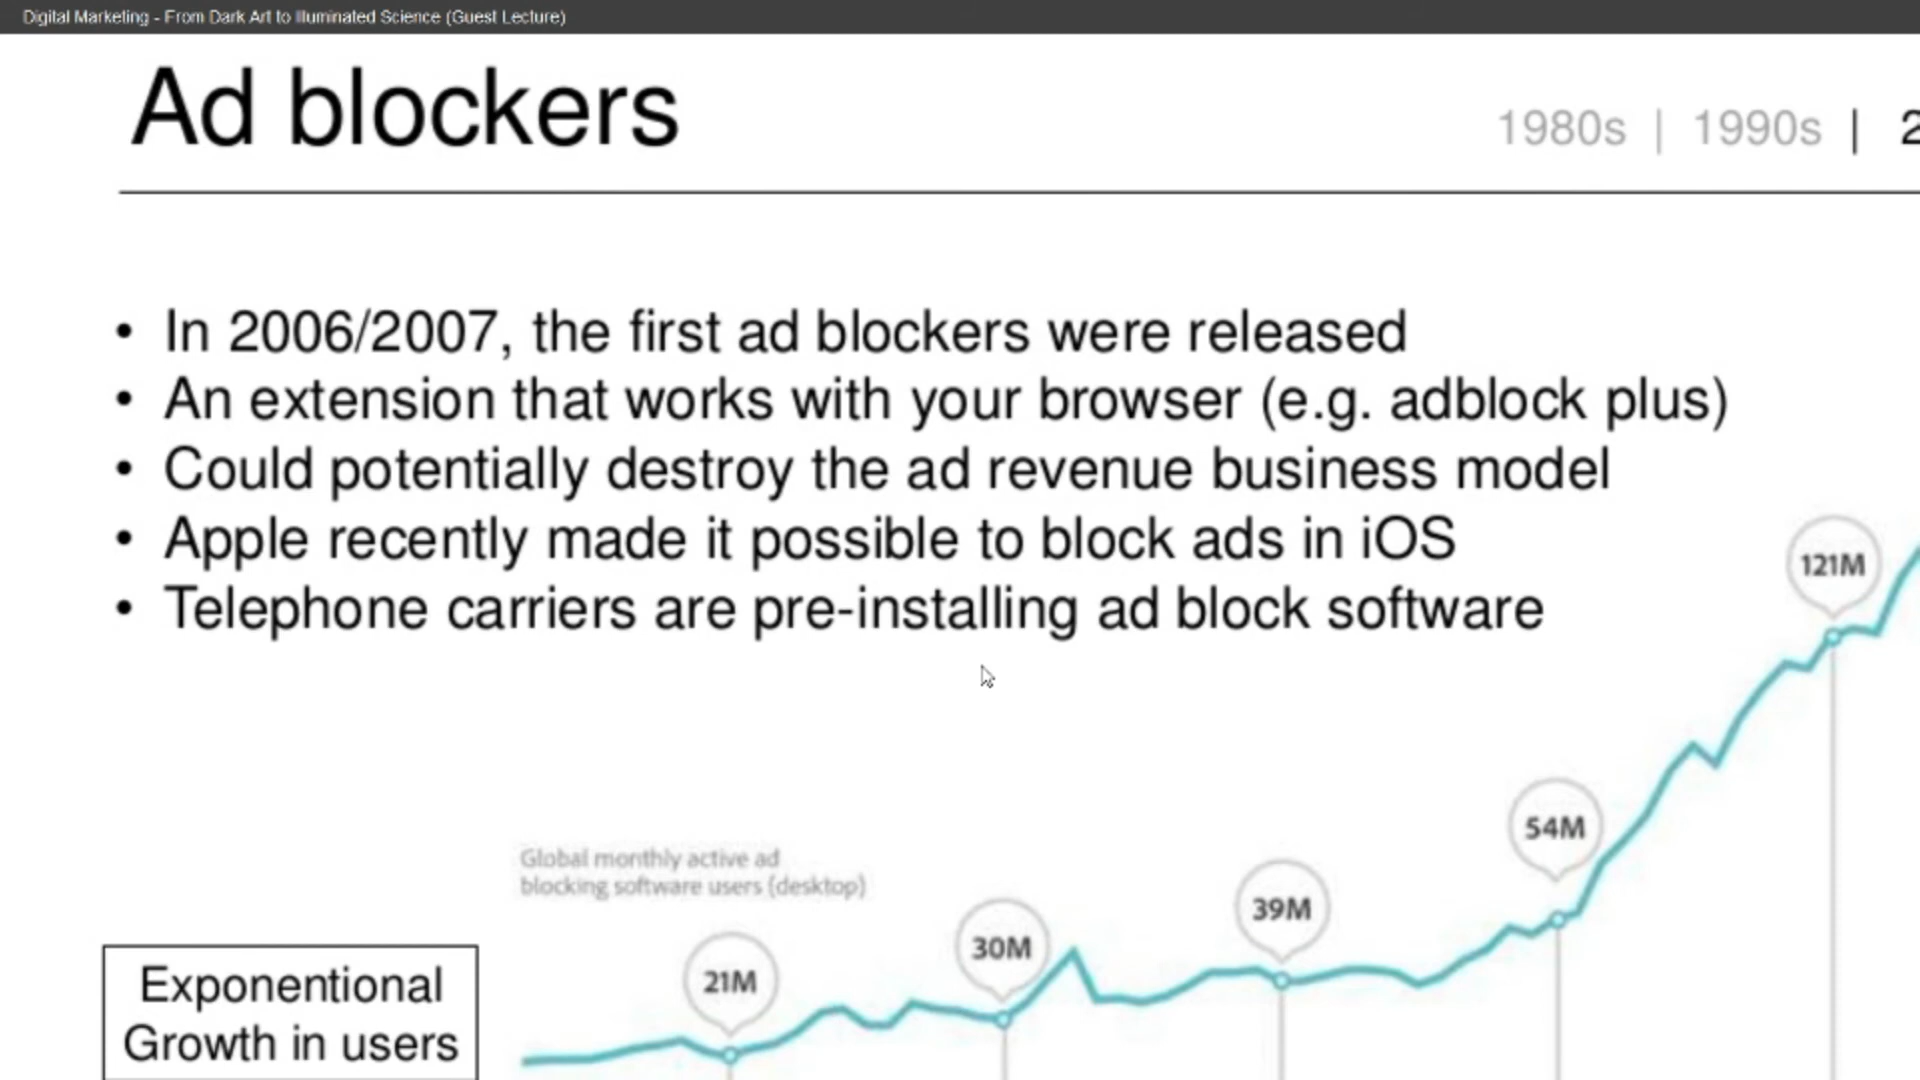 Digital Marketing - From Dark Art to Illuminated Science (Guest Lecture)
Ad blockers
1980s | 1990s | 2
• In 2006/2007, the first ad blockers were released
• An extension that works with your browser (e.g. adblock plus)
• Could potentially destroy the ad revenue business model
• Apple recently made it possible to block ads in iOS
• Telephone carriers are pre-installing ad block software
121M
54M
Global monthly active ad
blocking software users (desktop)
39M
30M
21M
Exponential
Growth in users